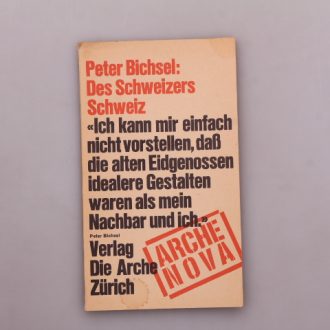 Peter Bichsel:
Des Schweizers
Schweiz
«Ich kann mir einfach
nicht vorstellen, daß
die alten Eidgenossen
idealere Gestalten
waren als mein
Nachbar und ich.»
Peter Bichsel
Verlag
Die Arche
Zürich
ARCHE
NOVA